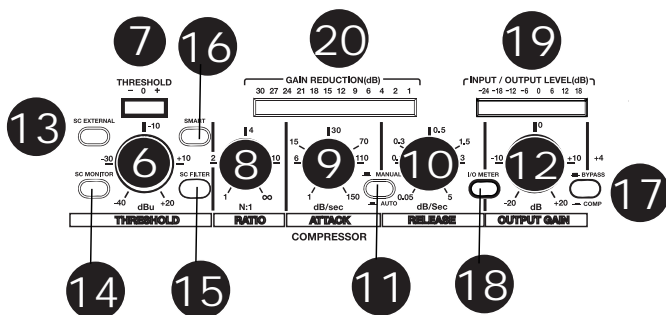 7
16
20
19
THRESHOLD
- 0 +
GAIN REDUCTION(dB)
30 27 24 21 18 15 12 9 6 4 2 1
INPUT / OUTPUT LEVEL(dB)
-24 -18 -12 -6 0 6 12 18
13
SC EXTERNAL
-10
SMART
4
30
0.5
0
-30
6
+10
2
8
10
15
6
9
70
110
0.3
10
1.5
3
-10
12
+10
+4
SC MONITOR
SC FILTER
MANUAL
AUTO
I/O METER
BYPASS
COMP
17
-40
dBu
+20
1
N:1
∞
1
dB/sec
150
0.05
dB/Sec
5
-20
dB
+20
THRESHOLD
RATIO
ATTACK
RELEASE
OUTPUT GAIN
COMPRESSOR
14
15
11
18